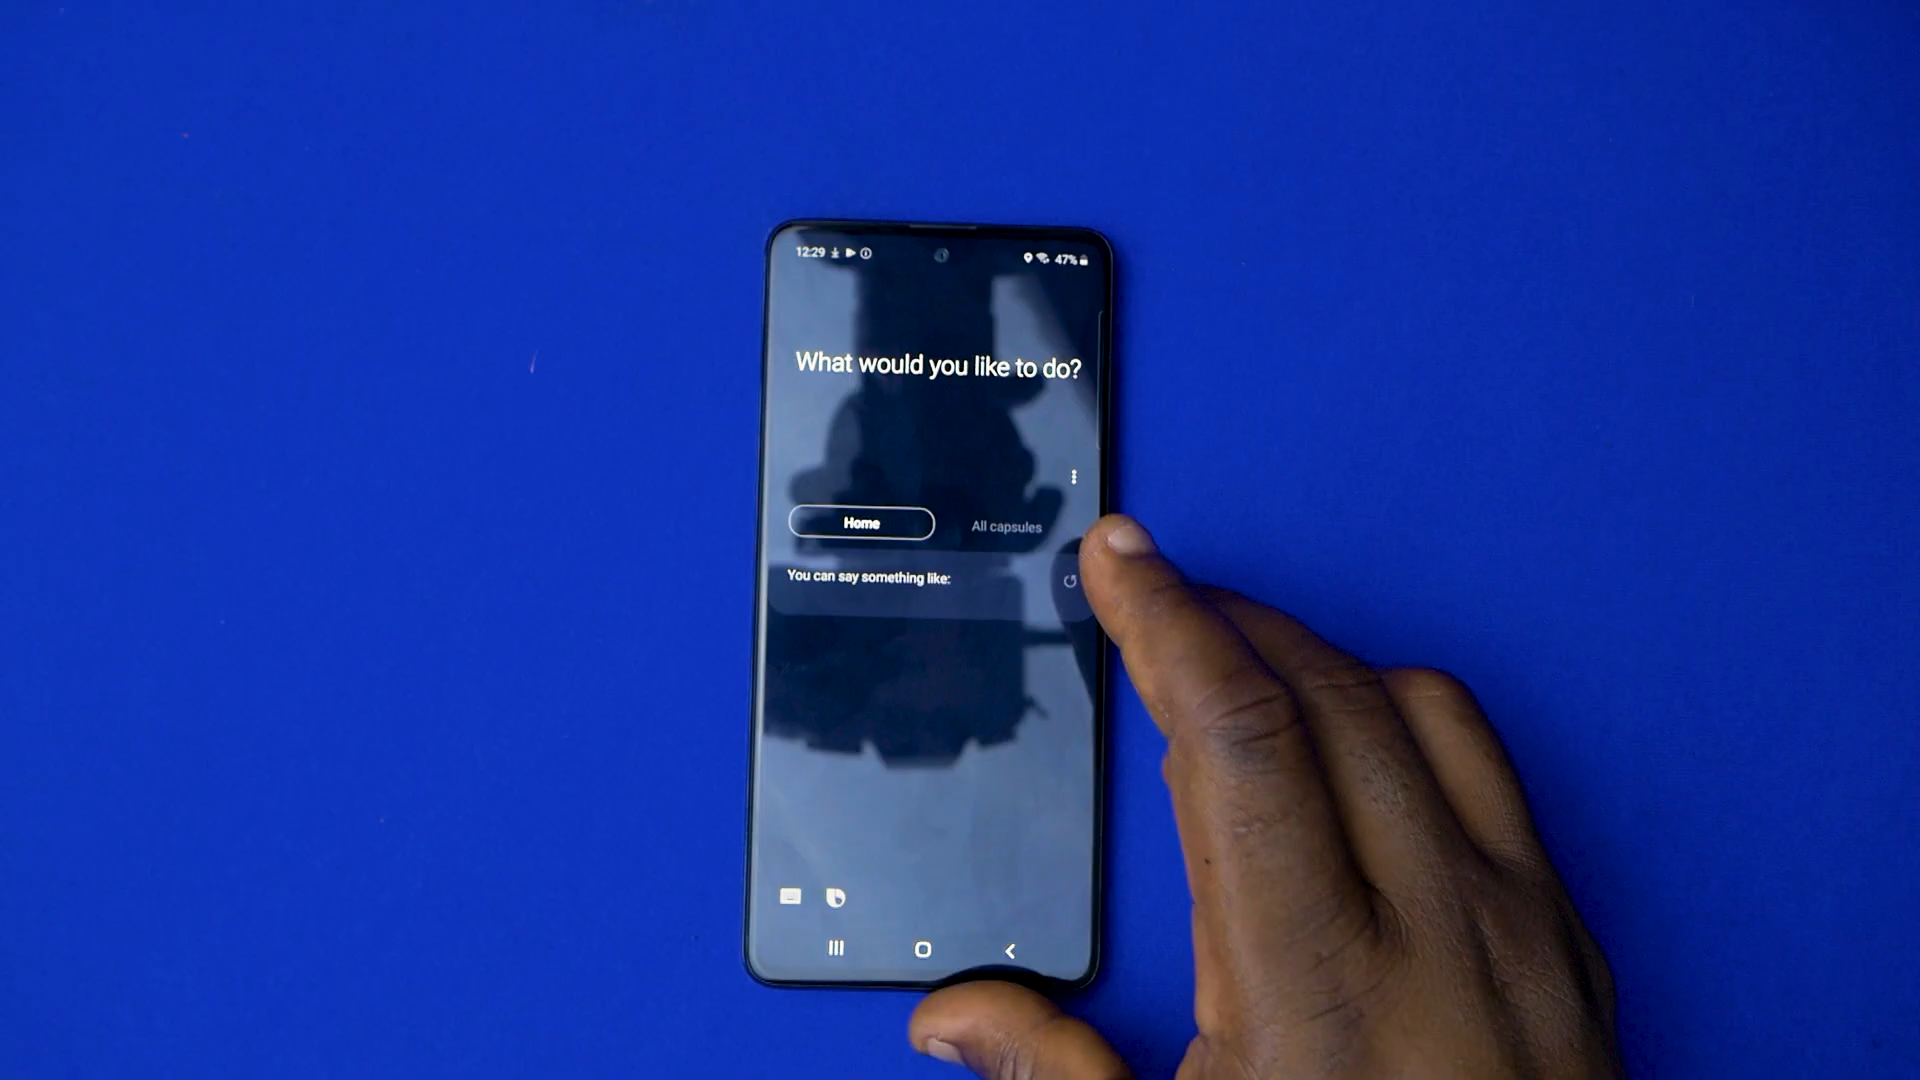 12:29
47%
What would you like to do?
Home
All capsules
You can say something like: